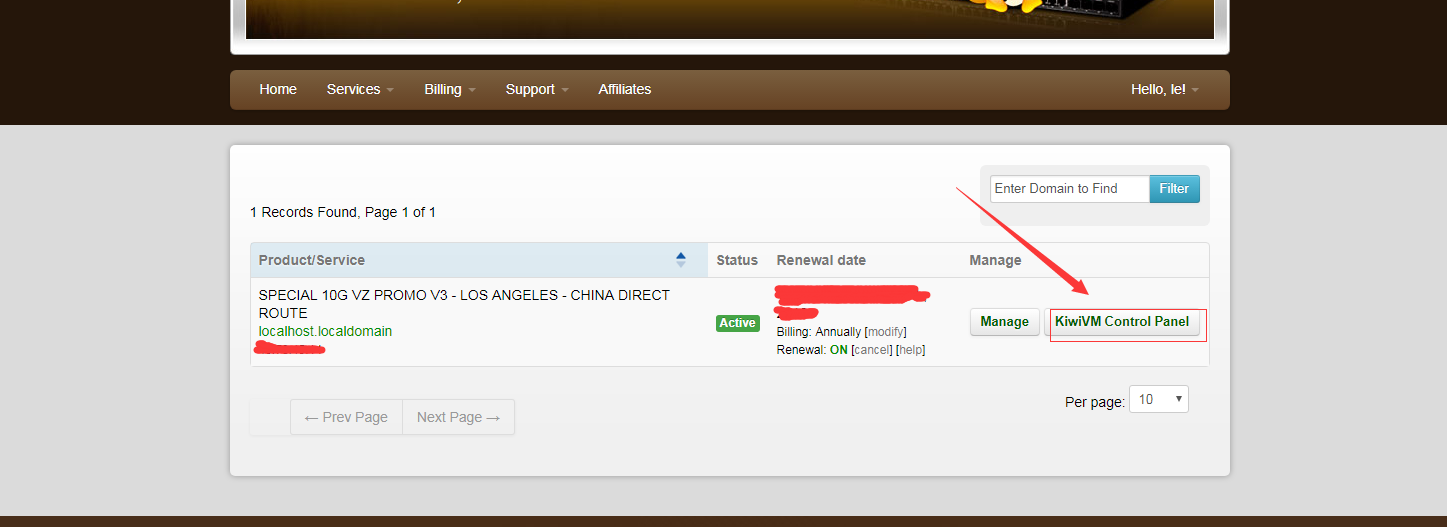 Home Services Billing Support Affiliates Hello, le!
Enter Domain to Find Filter
1 Records Found, Page 1 of 1
Product/Service Status Renewal date Manage
SPECIAL 10G VZ PROMO V3 - LOS ANGELES - CHINA DIRECT
ROUTE
localhost.localdomain
Active
Billing: Annually [modify]
Renewal: ON [cancel] [help]
Manage KiwiVM Control Panel
Per page: 10
← Prev Page Next Page →